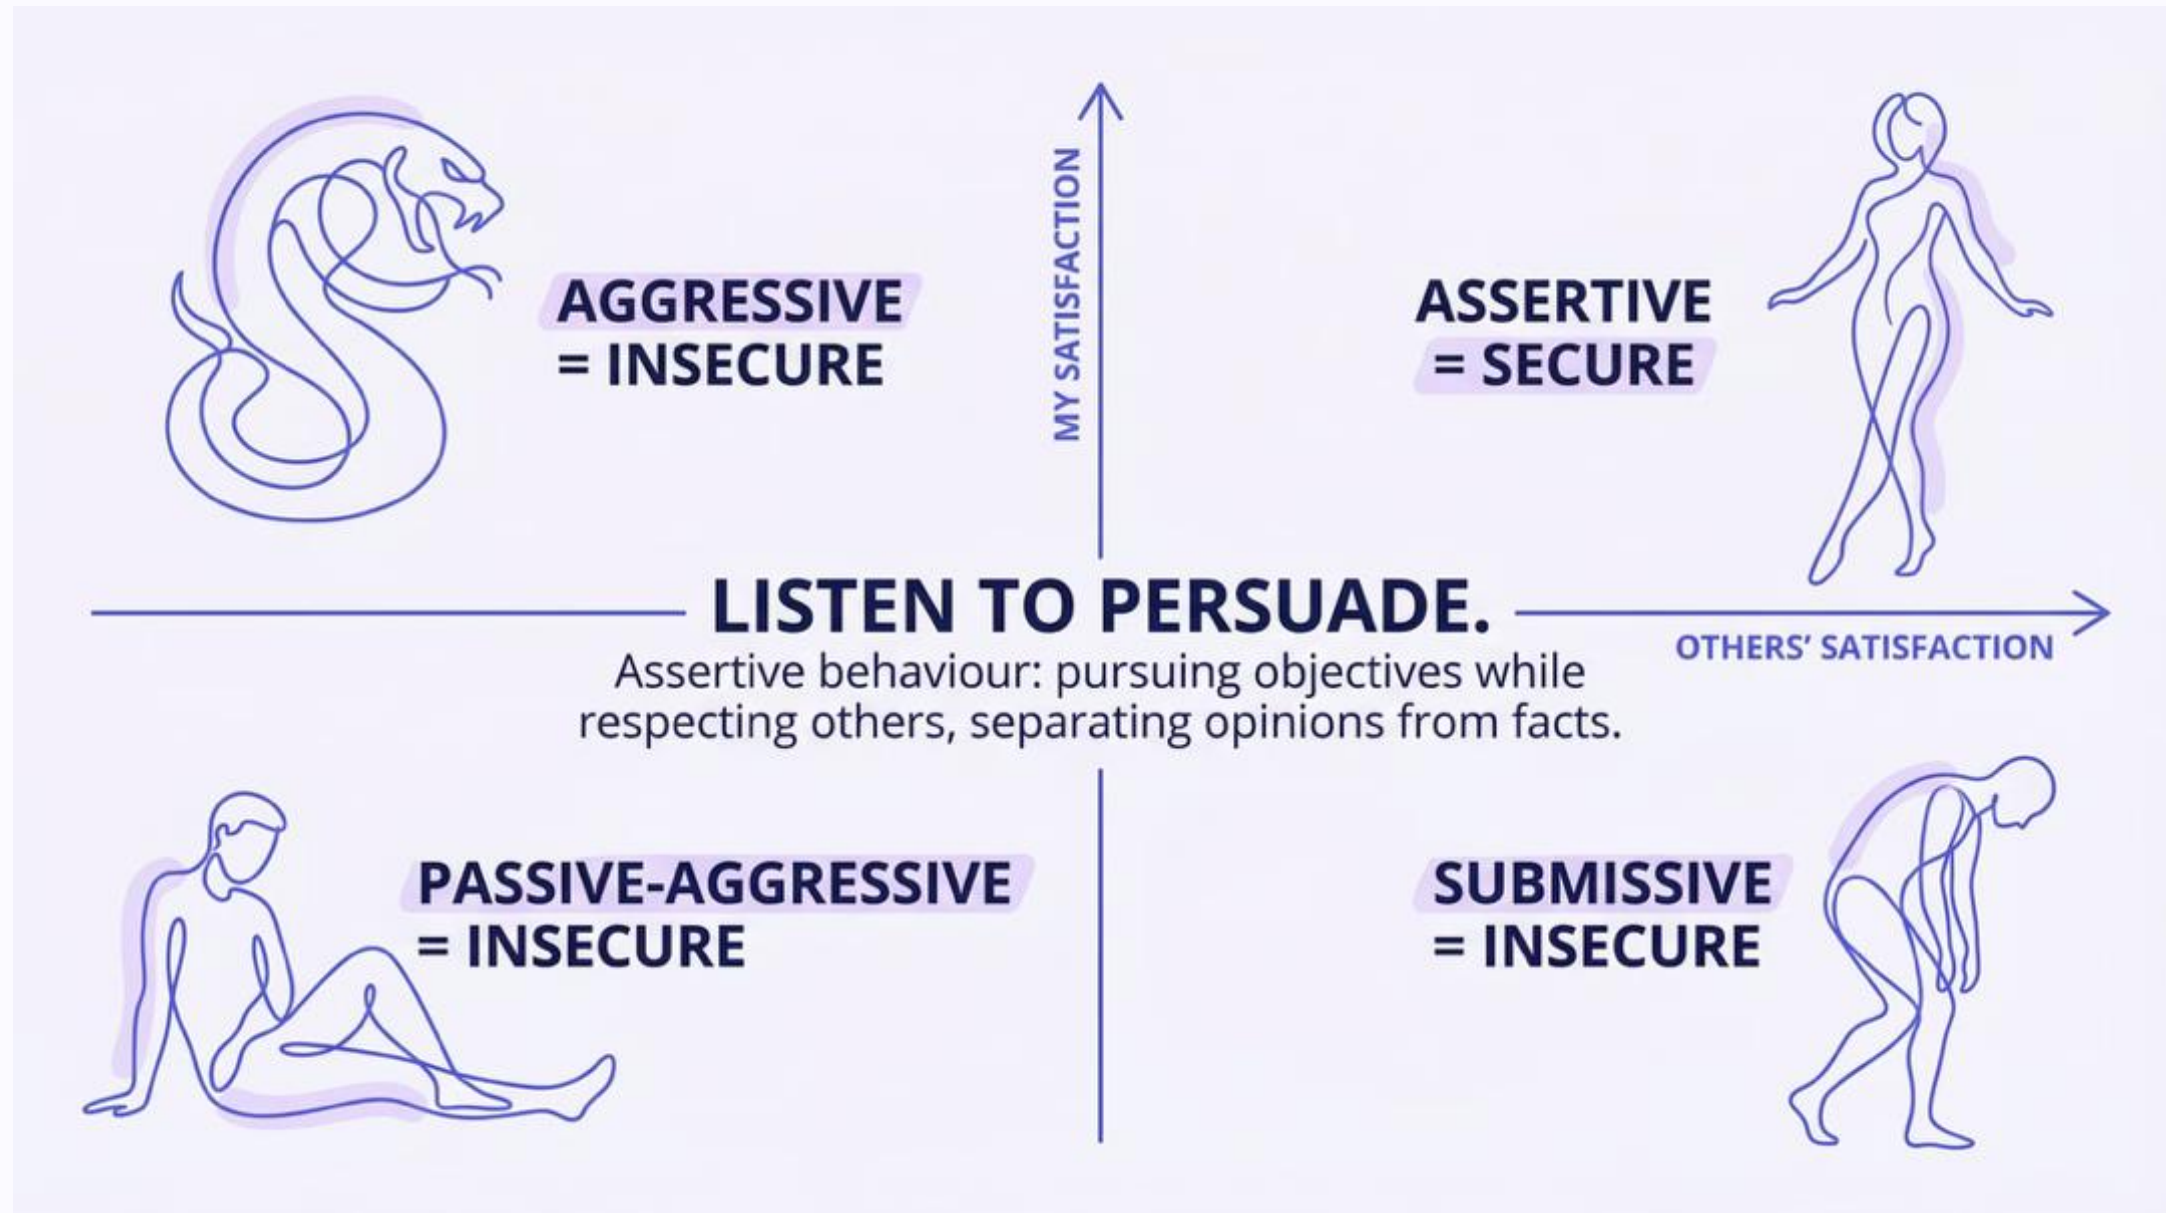 MY SATISFACTION
AGGRESSIVE
= INSECURE
ASSERTIVE
= SECURE
LISTEN TO PERSUADE.
Assertive behaviour: pursuing objectives while
respecting others, separating opinions from facts.
OTHERS’ SATISFACTION
PASSIVE-AGGRESSIVE
= INSECURE
SUBMISSIVE
= INSECURE